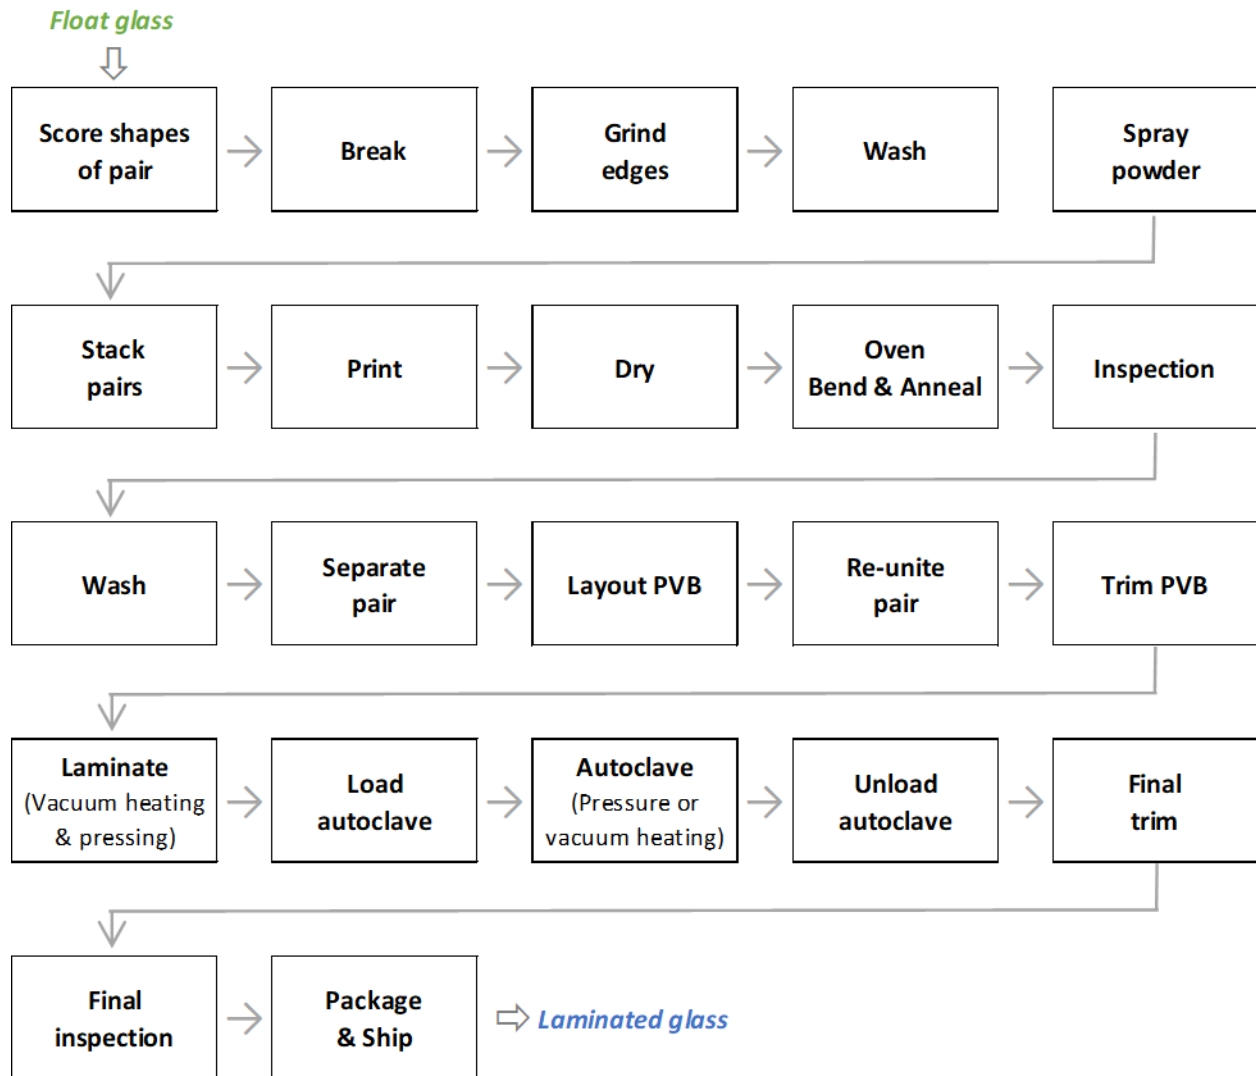 Float glass
Score shapes
of pair
Break
Grind
edges
Wash
Spray
powder
Stack
pairs
Print
Dry
Oven
Bend & Anneal
Inspection
Wash
Separate
pair
Layout PVB
Re-unite
pair
Trim PVB
Laminate
(Vacuum heating
& pressing)
Load
autoclave
Autoclave
(Pressure or
vacuum heating)
Unload
autoclave
Final
trim
Final
inspection
Package
& Ship
Laminated glass